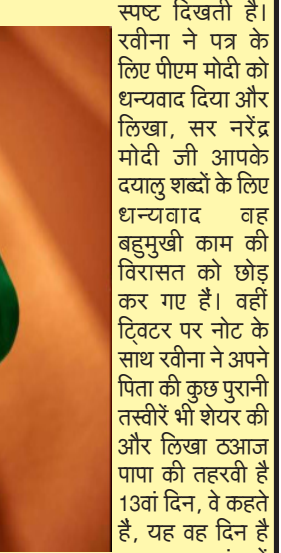 स्पष्ट दिखती है।
रवीना ने पत्र के
लिए पीएम मोदी को
धन्यवाद दिया और
लिखा, सर नरेंद्र
मोदी जी आपके
दयालु शब्दों के लिए
धान्यवाद वह
बहुमुखी काम की
विरासत को छोड़
कर गए हैं। वहीं
ट्विटर पर नोट के
साथ रवीना ने अपने
पिता की कुछ पुरानी
तस्वीरें भी शेयर की
और लिखा ठआज
पापा की तहरवी है
13वां दिन, वे कहते
है, यह वह दिन है